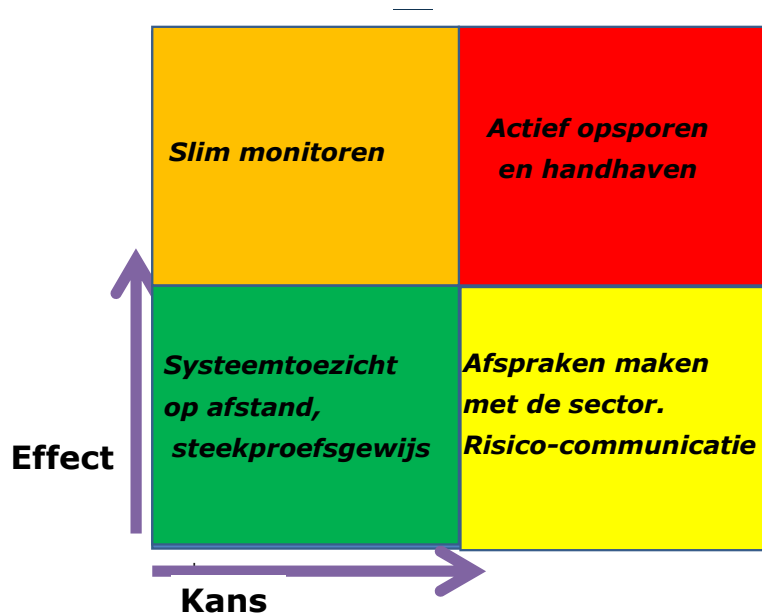 Slim monitoren
Actief opsporen
en handhaven
Systeemtoezicht
op afstand,
steekproefsgewijs
Afspraken maken
met de sector.
Risico-communicatie
Effect
Kans